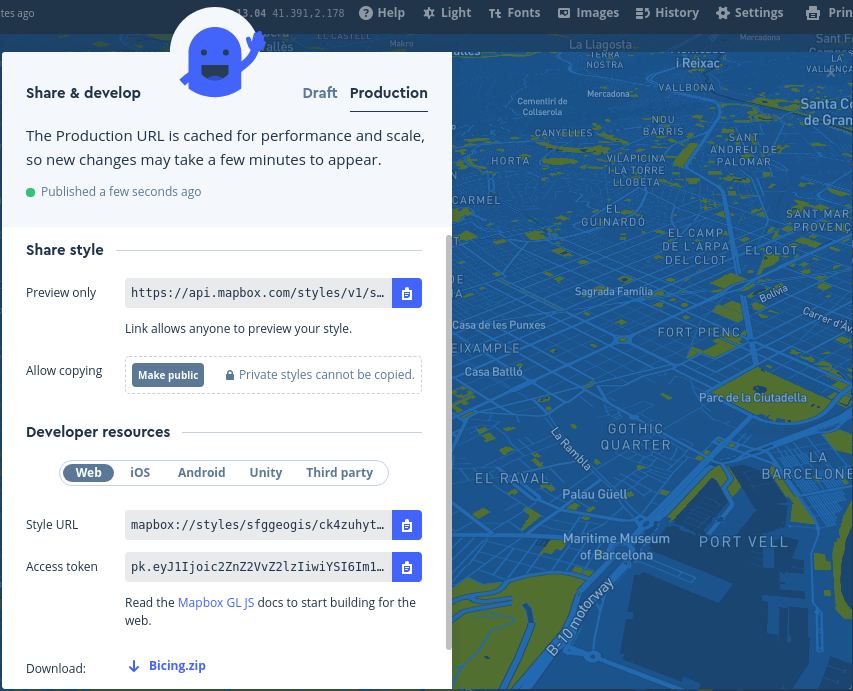 tes ago
13.04 41.391,2.178
Help
Light
Fonts
Images
History
Settings
Prin
Share & develop
Draft
Production
The Production URL is cached for performance and scale,
so new changes may take a few minutes to appear.
Published a few seconds ago
Share style
Preview only
https://api.mapbox.com/styles/v1/s…
Link allows anyone to preview your style.
Allow copying
Make public
Private styles cannot be copied.
Developer resources
Web
iOS
Android
Unity
Third party
Style URL
mapbox://styles/sfggeogis/ck4zuhyt…
Access token
pk.eyJ1Ijoic2ZnZ2VvZ2lzIiwiYSI6Im1…
Read the Mapbox GL JS docs to start building for the
web.
Download:
Bicing.zip
EL CASTELL
Makro
La Llagosta
TERRA
NOSTRA
i Reixac
Mercadona
Mercadona
VALLBONA
LA
VALLENÇA
Santa Co
de Gran
Cementiri de
Collserola
CANYELLES
NOU
BARRIS
SANT
ANDREU DE
PALOMAR
HORTA
VILAPICINA
I LA TORRE
LLOBETA
CARMEL
EL
GUINARDÓ
SANT MAR
PROVENÇ
EL CAMP
DE L'ARPA
DEL CLOT
EL CLOT
Sagrada Família
Bolivia
Carrer d'Àv
Casa de les Punxes
EIXAMPLE
FORT PIENC
Casa Batlló
Parc de la Ciutadella
GOTHIC
QUARTER
La Rambla
LA
BARCELONE
EL RAVAL
Palau Güell
Maritime Museum
of Barcelona
PORT VELL
B-10 motorway